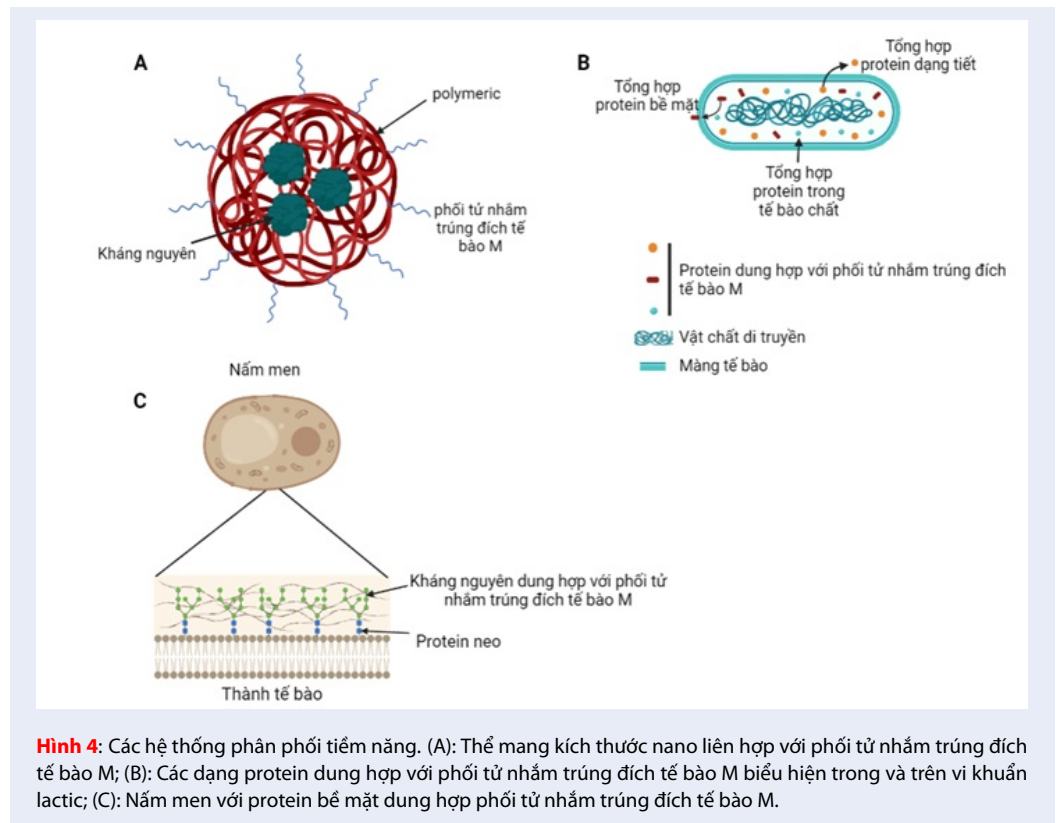 A
polymeric
phối tử nhắm
trúng đích tế
bào M
Kháng nguyên
B
Tổng hợp
protein dạng tiết
Tổng hợp
protein bề mặt
Tổng hợp
protein trong
tế bào chất
Protein dung hợp với phối tử nhắm trúng đích
tế bào M
Vật chất di truyền
Màng tế bào
Nấm men
C
Kháng nguyên dung hợp với phối tử
nhắm trúng đích tế bào M
Protein neo
Thành tế bào
Hình 4: Các hệ thống phân phối tiềm năng. (A): Thể mang kích thước nano liên hợp với phối tử nhắm trúng đích
tế bào M; (B): Các dạng protein dung hợp với phối tử nhắm trúng đích tế bào M biểu hiện trong và trên vi khuẩn
lactic; (C): Nấm men với protein bề mặt dung hợp phối tử nhắm trúng đích tế bào M.